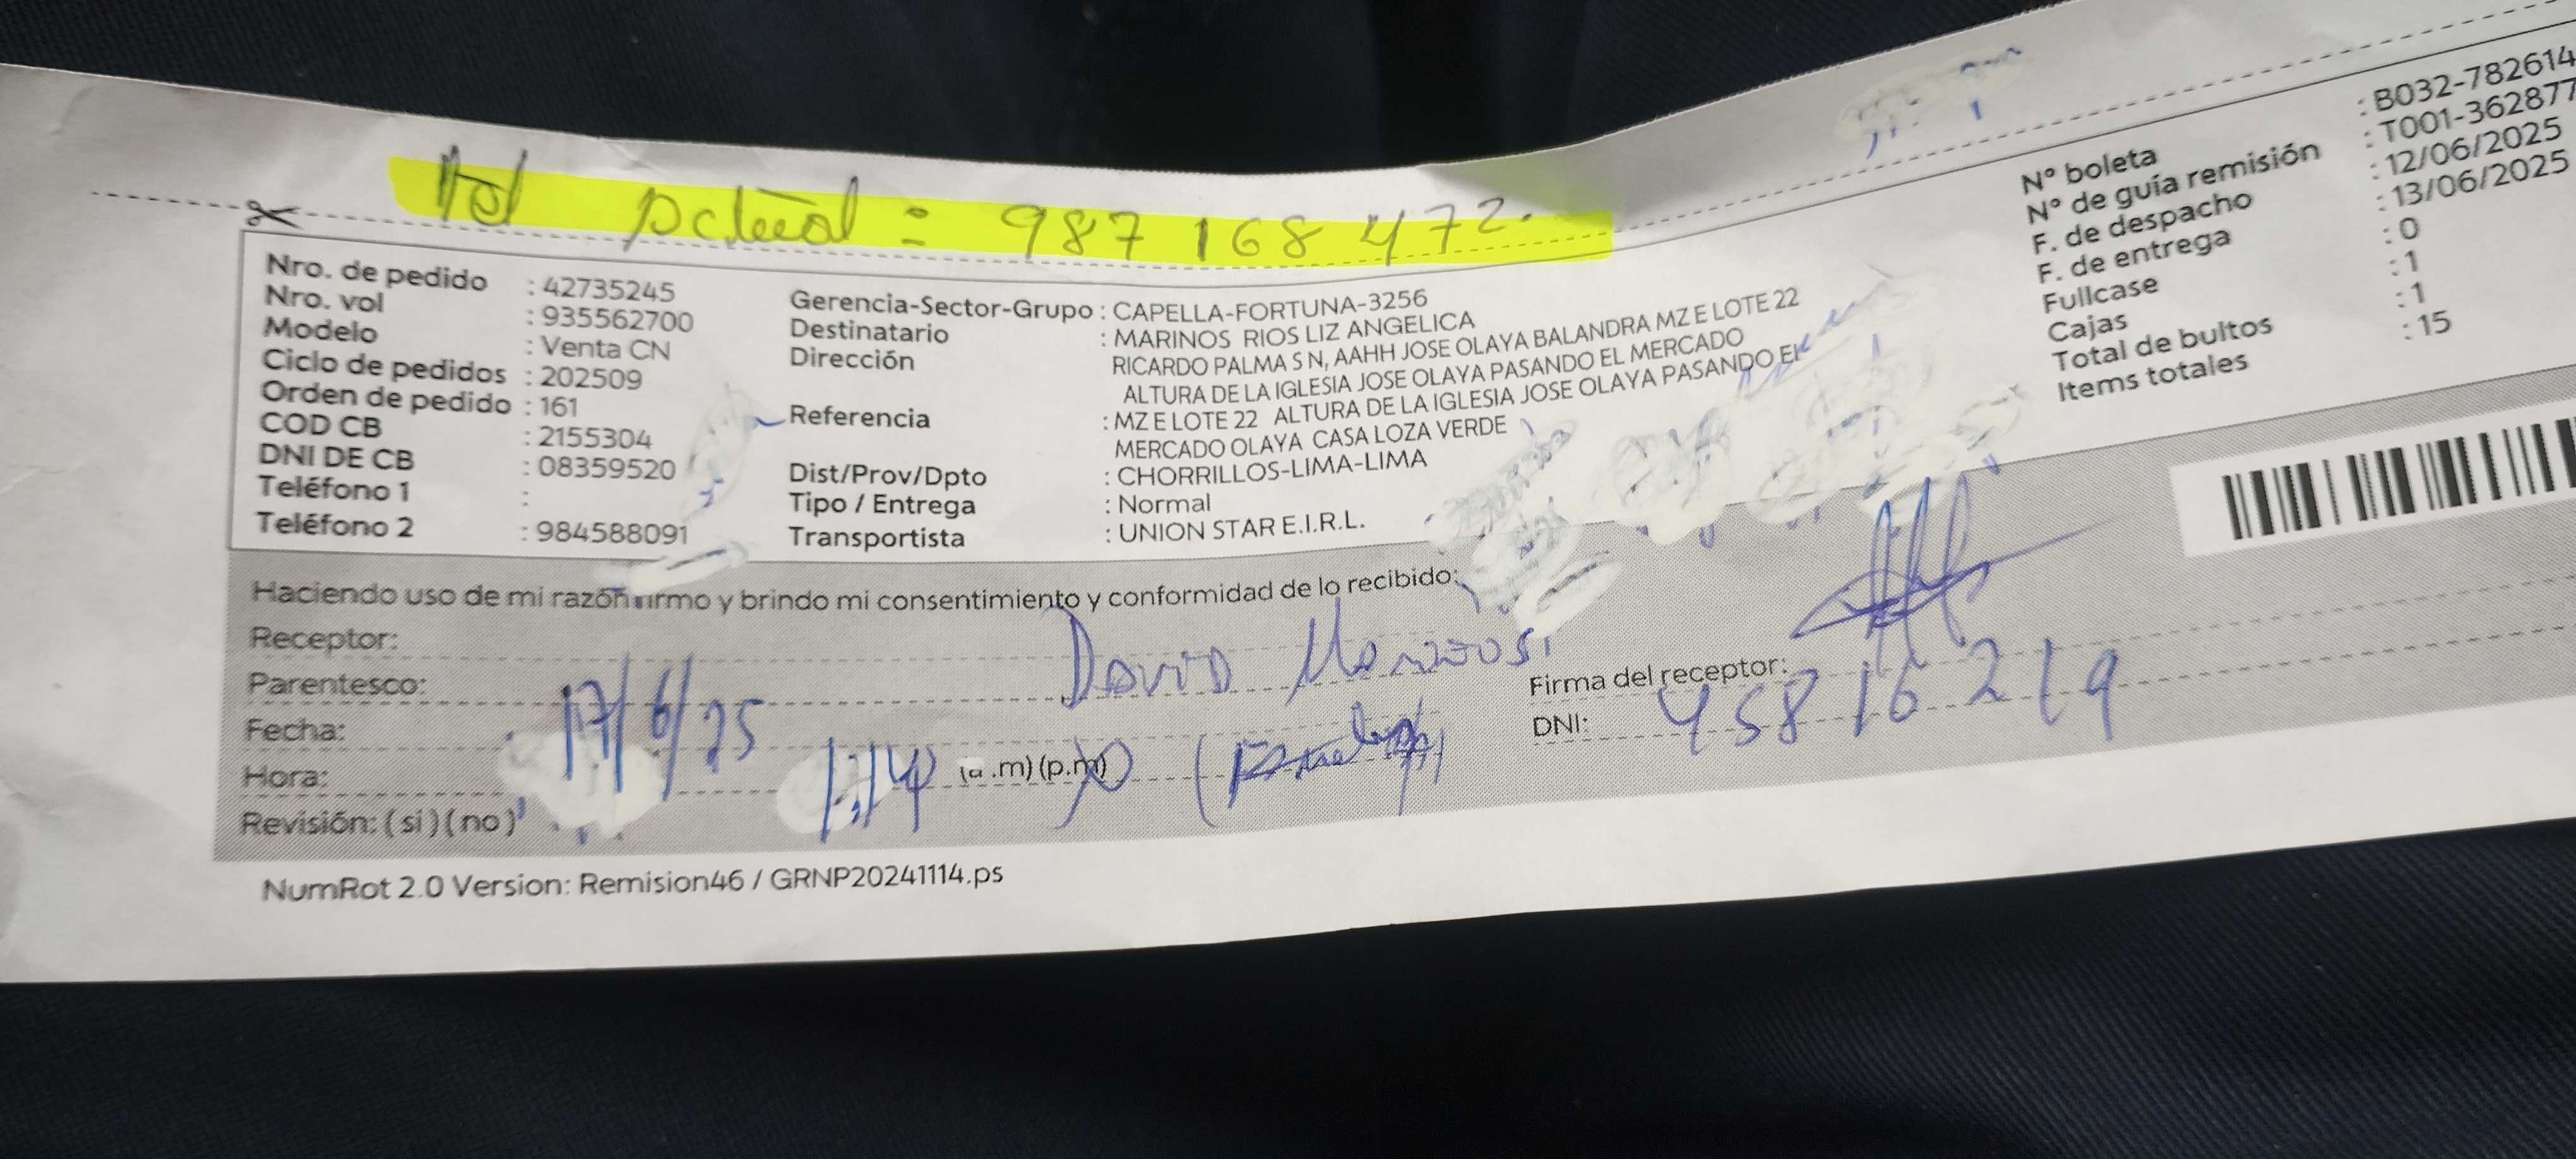 Tel actual = 987 168 472.
Nro. de pedido : 42735245
Nro. vol : 935562700
Modelo : Venta CN
Ciclo de pedidos : 202509
Orden de pedido : 161
COD CB : 2155304
DNI DE CB : 08359520
Teléfono 1 :
Teléfono 2 : 984588091
Gerencia-Sector-Grupo : CAPELLA-FORTUNA-3256
Destinatario : MARINOS RIOS LIZ ANGELICA
Dirección RICARDO PALMA S N, AAHH JOSE OLAYA BALANDRA MZ E LOTE 22
ALTURA DE LA IGLESIA JOSE OLAYA PASANDO EL MERCADO
Referencia : MZ E LOTE 22 ALTURA DE LA IGLESIA JOSE OLAYA PASANDO EL
MERCADO OLAYA CASA LOZA VERDE
Dist/Prov/Dpto : CHORRILLOS-LIMA-LIMA
Tipo / Entrega : Normal
Transportista : UNION STAR E.I.R.L.
N° boleta : B032-782614
N° de guía remisión : T001-362877
F. de despacho : 12/06/2025
F. de entrega : 13/06/2025
Fullcase : 0
Cajas : 1
Total de bultos : 1
Items totales : 15
Haciendo uso de mi razón firmo y brindo mi consentimiento y conformidad de lo recibido:
Receptor: David
Parentesco:
Fecha: 17/6/25
Hora: 1:14 (a .m) (p.m)
Revisión: ( si ) ( no )
Firma del receptor:
DNI: 45816219
NumRot 2.0 Version: Remision46 / GRNP20241114.ps